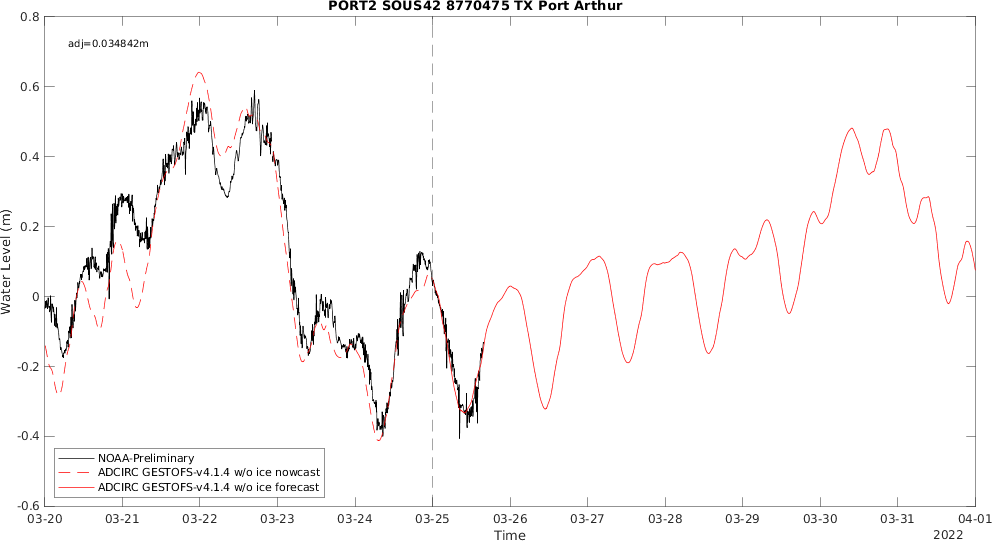 PORT2 SOUS42 8770475 TX Port Arthur
adj=0.034842m
0.8
0.6
0.4
0.2
0
-0.2
-0.4
-0.6
Water Level (m)
NOAA-Preliminary
ADCIRC GESTOFS-v4.1.4 w/o ice nowcast
ADCIRC GESTOFS-v4.1.4 w/o ice forecast
03-20 03-21 03-22 03-23 03-24 03-25 03-26 03-27 03-28 03-29 03-30 03-31 04-01
Time
2022